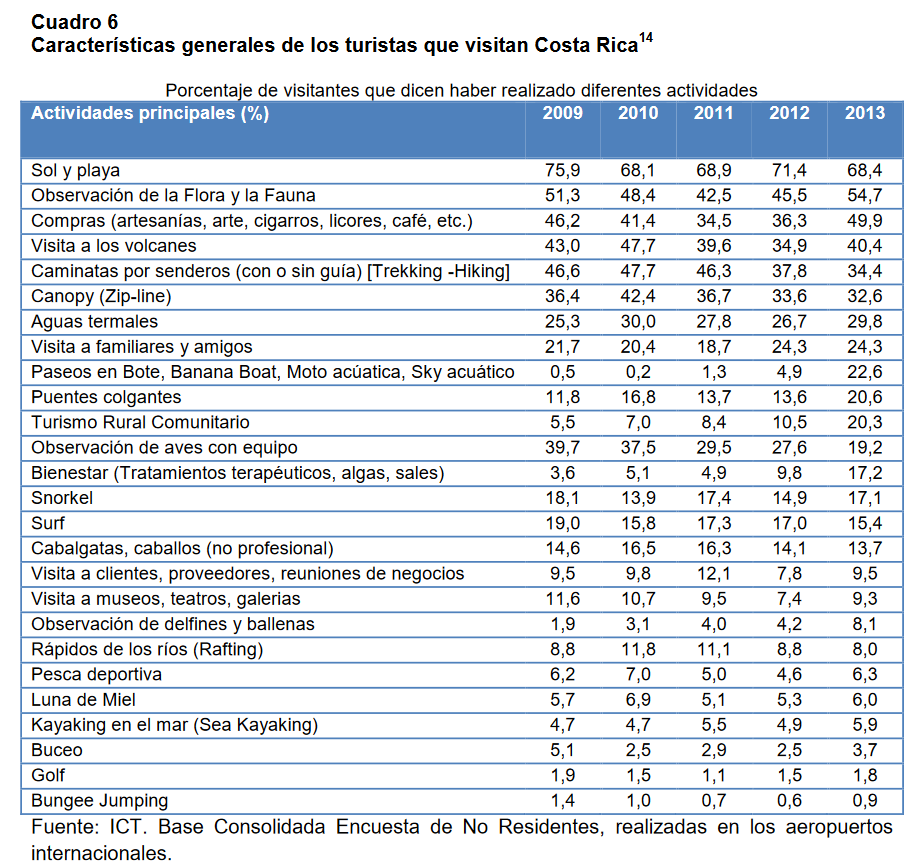 Cuadro 6
Características generales de los turistas que visitan Costa Rica14
Porcentaje de visitantes que dicen haber realizado diferentes actividades
Actividades principales (%) 2009 2010 2011 2012 2013
Sol y playa 75,9 68,1 68,9 71,4 68,4
Observación de la Flora y la Fauna 51,3 48,4 42,5 45,5 54,7
Compras (artesanías, arte, cigarros, licores, café, etc.) 46,2 41,4 34,5 36,3 49,9
Visita a los volcanes 43,0 47,7 39,6 34,9 40,4
Caminatas por senderos (con o sin guía) [Trekking -Hiking] 46,6 47,7 46,3 37,8 34,4
Canopy (Zip-line) 36,4 42,4 36,7 33,6 32,6
Aguas termales 25,3 30,0 27,8 26,7 29,8
Visita a familiares y amigos 21,7 20,4 18,7 24,3 24,3
Paseos en Bote, Banana Boat, Moto acúatica, Sky acuático 0,5 0,2 1,3 4,9 22,6
Puentes colgantes 11,8 16,8 13,7 13,6 20,6
Turismo Rural Comunitario 5,5 7,0 8,4 10,5 20,3
Observación de aves con equipo 39,7 37,5 29,5 27,6 19,2
Bienestar (Tratamientos terapéuticos, algas, sales) 3,6 5,1 4,9 9,8 17,2
Snorkel 18,1 13,9 17,4 14,9 17,1
Surf 19,0 15,8 17,3 17,0 15,4
Cabalgatas, caballos (no profesional) 14,6 16,5 16,3 14,1 13,7
Visita a clientes, proveedores, reuniones de negocios 9,5 9,8 12,1 7,8 9,5
Visita a museos, teatros, galerias 11,6 10,7 9,5 7,4 9,3
Observación de delfines y ballenas 1,9 3,1 4,0 4,2 8,1
Rápidos de los ríos (Rafting) 8,8 11,8 11,1 8,8 8,0
Pesca deportiva 6,2 7,0 5,0 4,6 6,3
Luna de Miel 5,7 6,9 5,1 5,3 6,0
Kayaking en el mar (Sea Kayaking) 4,7 4,7 5,5 4,9 5,9
Buceo 5,1 2,5 2,9 2,5 3,7
Golf 1,9 1,5 1,1 1,5 1,8
Bungee Jumping 1,4 1,0 0,7 0,6 0,9
Fuente: ICT. Base Consolidada Encuesta de No Residentes, realizadas en los aeropuertos
internacionales.